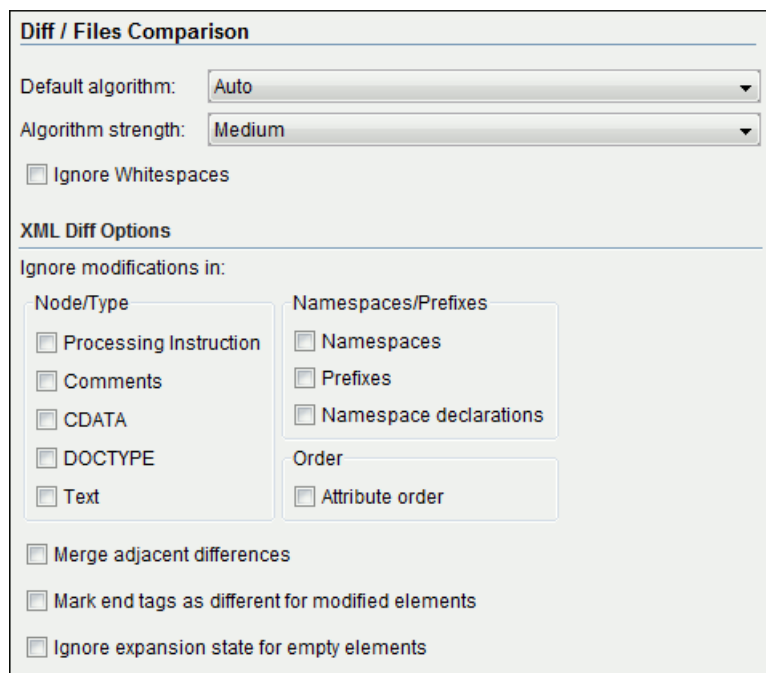 Diff / Files Comparison
Default algorithm: Auto
Algorithm strength: Medium
Ignore Whitespaces
XML Diff Options
Ignore modifications in:
Node/Type
Processing Instruction
Comments
CDATA
DOCTYPE
Text
Namespaces/Prefixes
Namespaces
Prefixes
Namespace declarations
Order
Attribute order
Merge adjacent differences
Mark end tags as different for modified elements
Ignore expansion state for empty elements